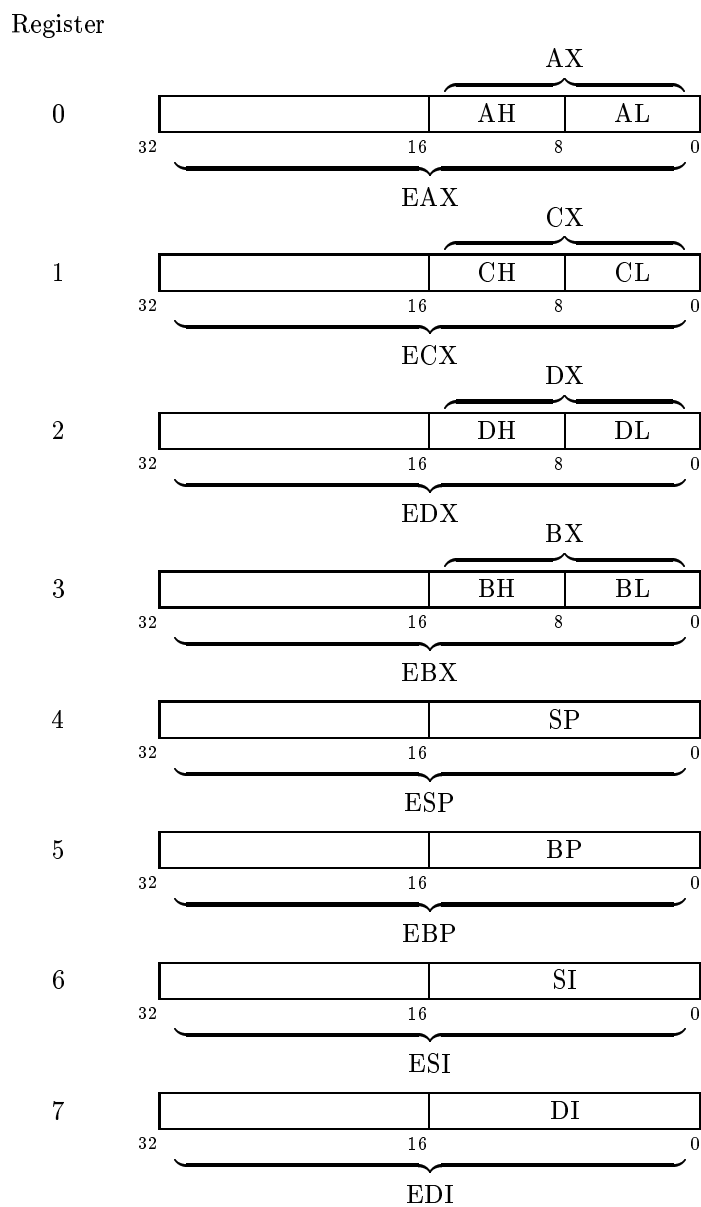 Register
AX
0 AH AL
32 16 8 0
EAX
CX
1 CH CL
32 16 8 0
ECX
DX
2 DH DL
32 16 8 0
EDX
BX
3 BH BL
32 16 8 0
EBX
4 SP
32 16 0
ESP
5 BP
32 16 0
EBP
6 SI
32 16 0
ESI
7 DI
32 16 0
EDI